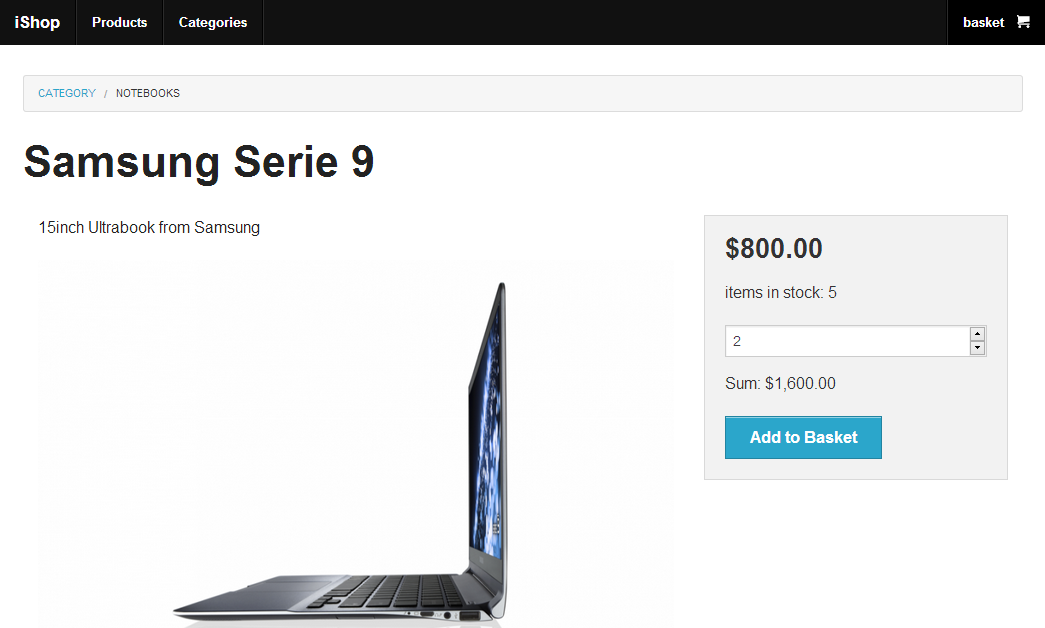 iShop Products Categories basket
CATEGORY / NOTEBOOKS
Samsung Serie 9
15inch Ultrabook from Samsung
$800.00
items in stock: 5
2
Sum: $1,600.00
Add to Basket